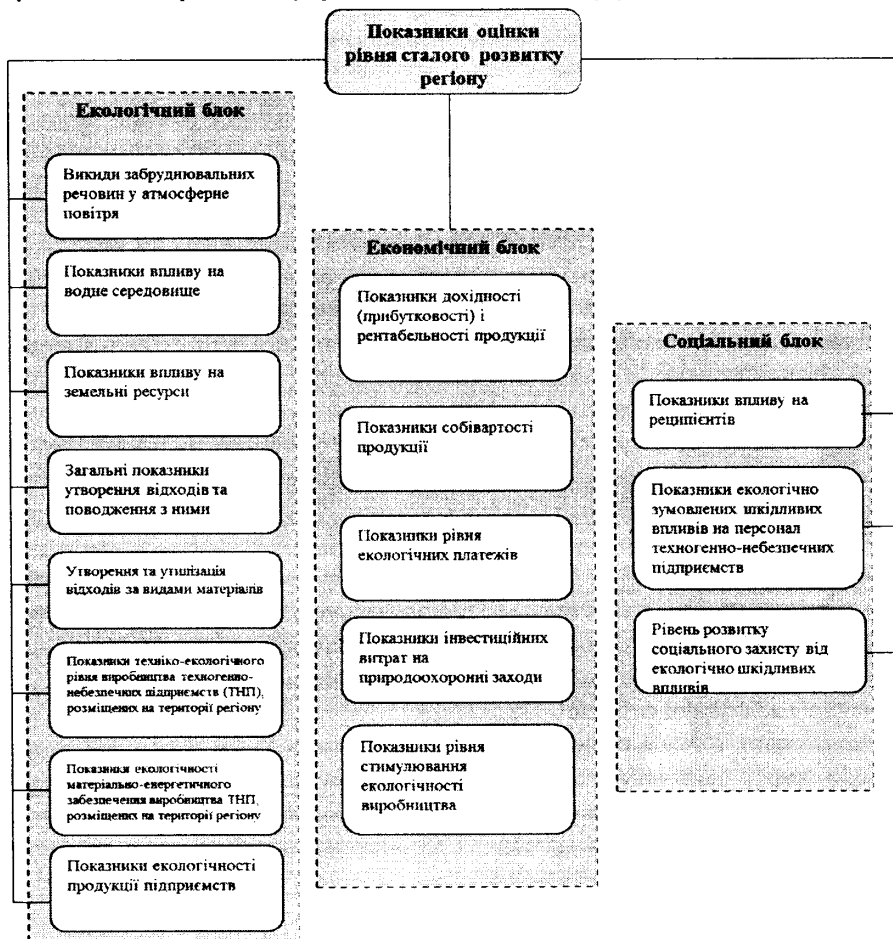 Показники оцінки
рівня сталого розвитку
регіону
Екологічний блок
Викиди забруднювальних
речовин у атмосферне
повітря
Показники впливу на
водне середовище
Показники впливу на
земельні ресурси
Загальні показники
утворення відходів та
поводження з ними
Утворення та утилізація
відходів за видами матеріалів
Показники техніко-екологічного
рівня виробництва техногенно-
небезпечних підприємств (ТНП),
розміщених на території регіону
Показники екологічності
матеріально-енергетичного
забезпечення виробництва ТНП,
розміщених на території регіону
Показники екологічності
продукції підприємств
Економічний блок
Показники дохідності
(прибутковості) і
рентабельності продукції
Показники собівартості
продукції
Показники рівня
екологічних платежів
Показники інвестиційних
витрат на
природоохоронні заходи
Показники рівня
стимулювання
екологічності
виробництва
Соціальний блок
Показники впливу на
реципієнтів
Показники екологічно
зумовлених шкідливих
впливів на персонал
техногенно-небезпечних
підприємств
Рівень розвитку
соціального захисту від
екологічно шкідливих
впливів